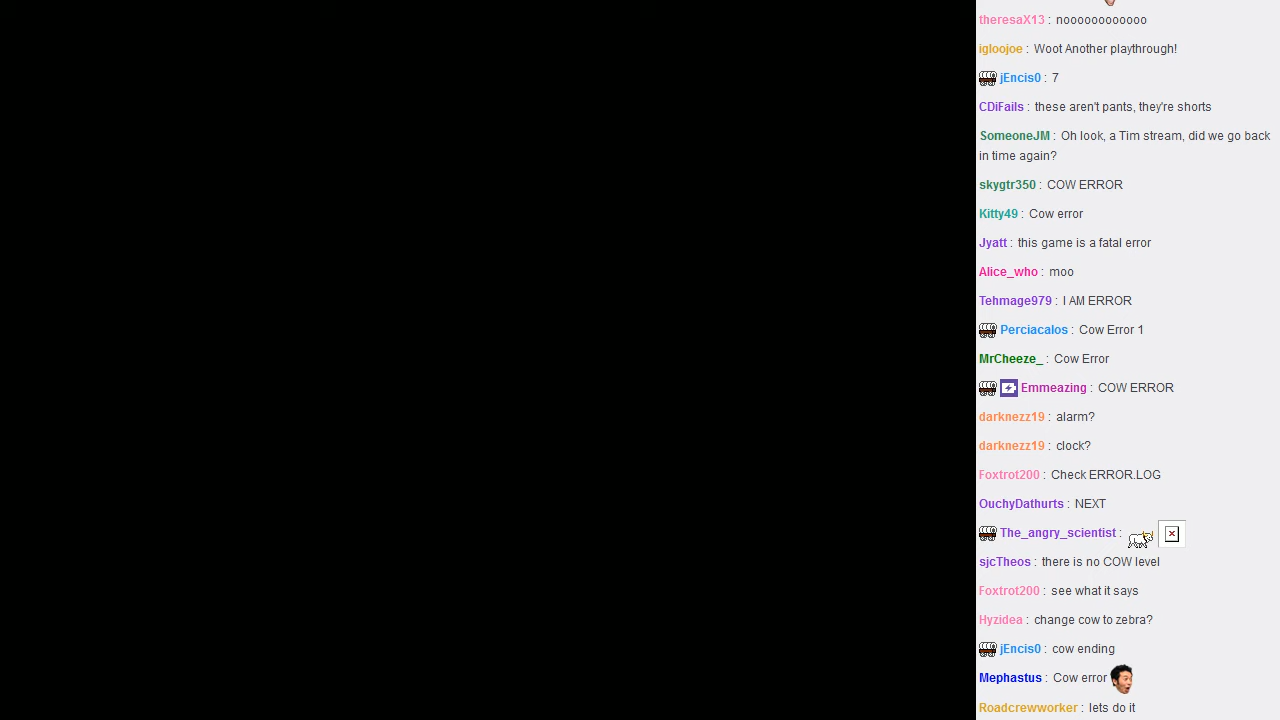 theresaX13 : noooooooooooo
igloojoe : Woot Another playthrough!
jEncis0 : 7
CDiFails : these aren't pants, they're shorts
SomeoneJM : Oh look, a Tim stream, did we go back
in time again?
skygtr350 : COW ERROR
Kitty49 : Cow error
Jyatt : this game is a fatal error
Alice_who : moo
Tehmage979 : I AM ERROR
Perciacalos : Cow Error 1
MrCheeze_ : Cow Error
Emmeazing : COW ERROR
darknezz19 : alarm?
darknezz19 : clock?
Foxtrot200 : Check ERROR.LOG
OuchyDathurts : NEXT
The_angry_scientist :
sjcTheos : there is no COW level
Foxtrot200 : see what it says
Hyzidea : change cow to zebra?
jEncis0 : cow ending
Mephastus : Cow error
Roadcrewworker : lets do it